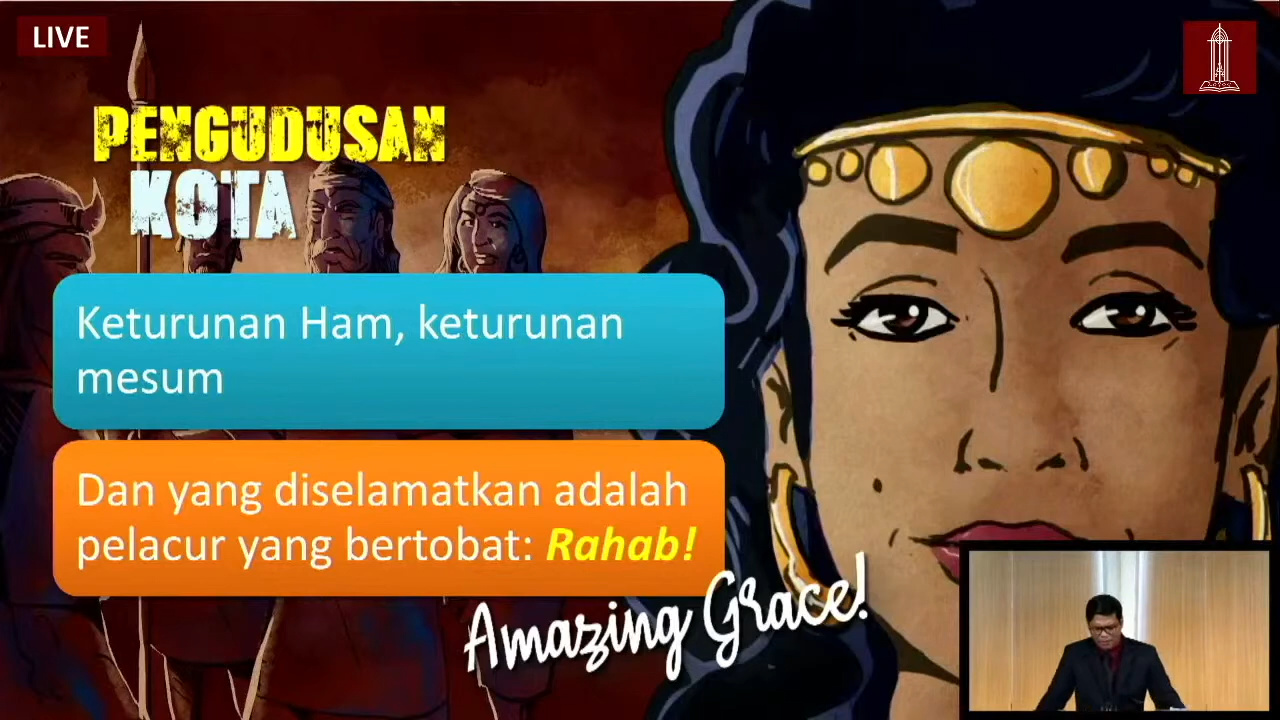 LIVE
PENGUDUSAN
KOTA
Keturunan Ham, keturunan
mesum
Dan yang diselamatkan adalah
pelacur yang bertobat: Rahab!
Amazing Grace!